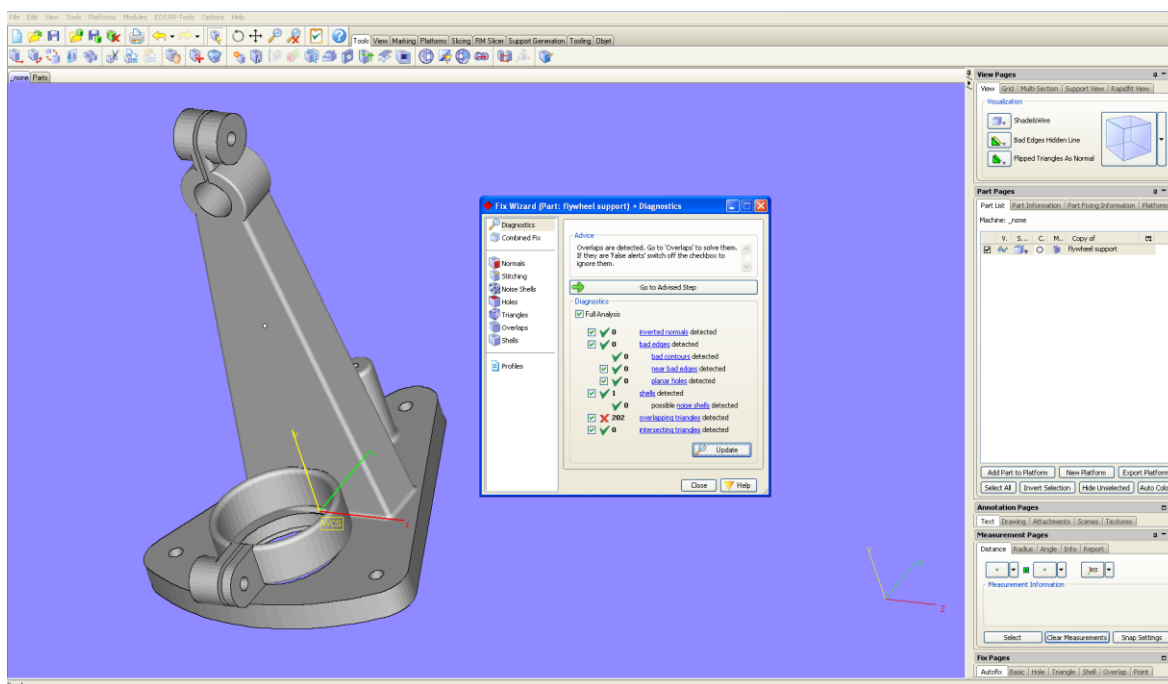 File Edit View Tools Platforms Modules EOS RP-Tools Options Help
Tools View Marking Platforms Slicing RM Slicer Support Generation Tooling Objet
_none Parts
View Pages
View Grid Multi-Section Support View Rapidfit View
Visualization
Shade&Wire
Bad Edges Hidden Line
Flipped Triangles As Normal
Part Pages
Part List Part Information Part Fixing Information Platform
Machine: _none
V. S... C. M.. Copy of
flywheel support
Add Part to Platform New Platform Export Platform
Select All Invert Selection Hide Unselected Auto Colo
Annotation Pages
Text Drawing Attachments Scenes Textures
Measurement Pages
Distance Radius Angle Info Report
Measurement Information
Select Clear Measurements Snap Settings
Fix Pages
Autofix Basic Hole Triangle Shell Overlap Point
Fix Wizard (Part: flywheel support) > Diagnostics
Diagnostics
Combined Fix
Normals
Stitching
Noise Shells
Holes
Triangles
Overlaps
Shells
Profiles
Advice
Overlaps are detected. Go to 'Overlaps' to solve them.
If they are 'False alerts' switch off the checkbox to
ignore them.
Go to Advised Step
Diagnostics
Full Analysis
0 inverted normals detected
0 bad edges detected
0 bad contours detected
0 near bad edges detected
0 planar holes detected
1 shells detected
0 possible noise shells detected
202 overlapping triangles detected
0 intersecting triangles detected
Update
Close Help
WCS
Y
Z